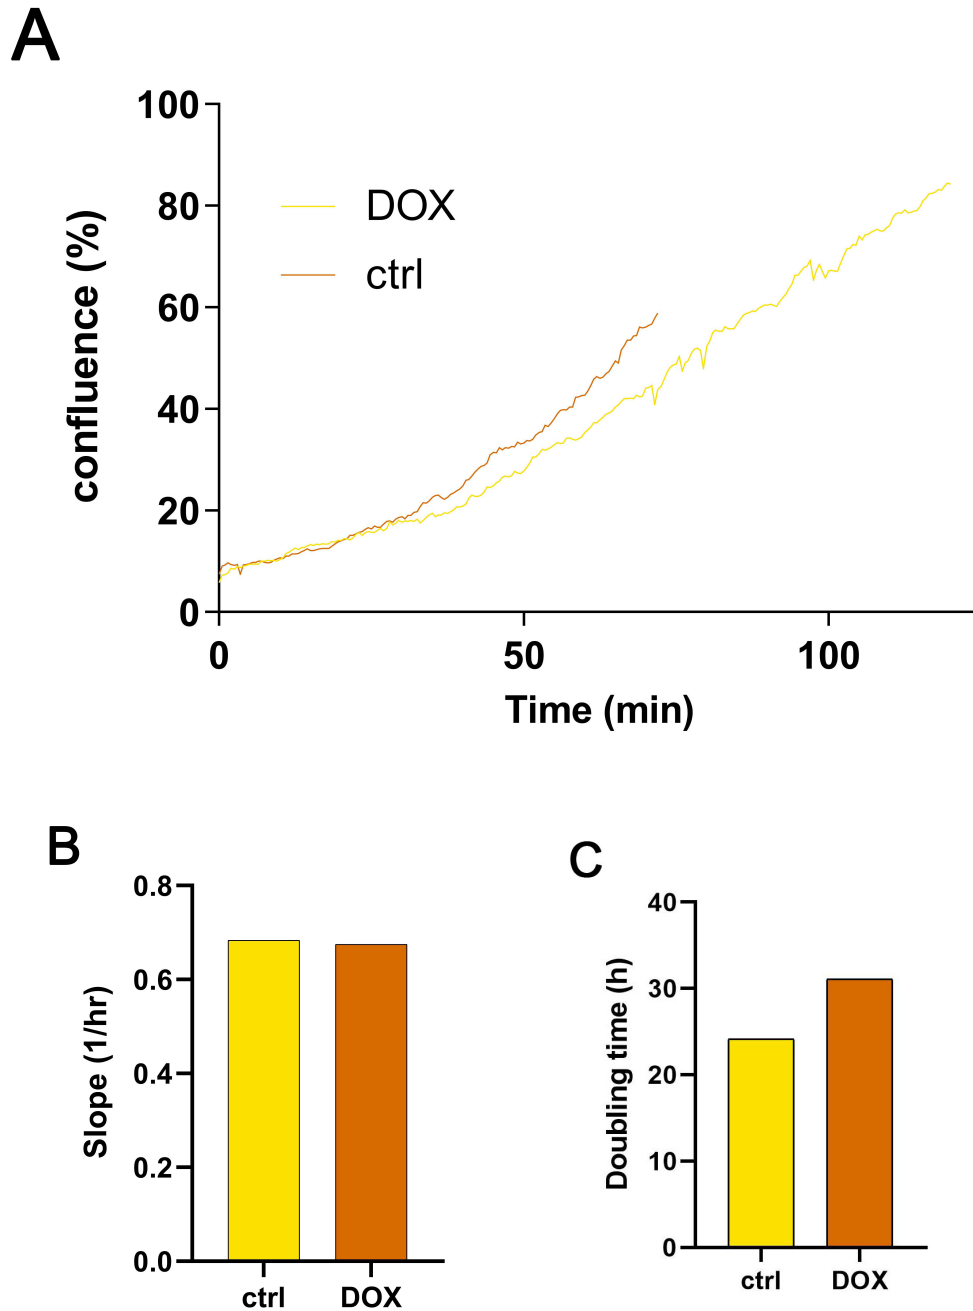 A
100
80
60
40
20
0
confluence (%)
DOX
ctrl
0 50 100
Time (min)
B
0.8
0.6
0.4
0.2
0.0
Slope (1/hr)
ctrl DOX
C
40
30
20
10
0
Doubling time (h)
ctrl DOX